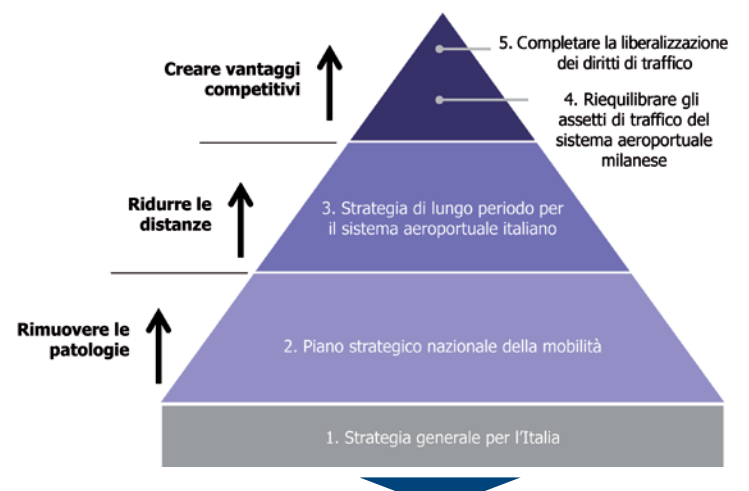 5. Completare la liberalizzazione
dei diritti di traffico
Creare vantaggi
competitivi
4. Riequilibrare gli
assetti di traffico del
sistema aeroportuale
milanese
Ridurre le
distanze
3. Strategia di lungo periodo per
il sistema aeroportuale italiano
Rimuovere le
patologie
2. Piano strategico nazionale della mobilità
1. Strategia generale per l'Italia